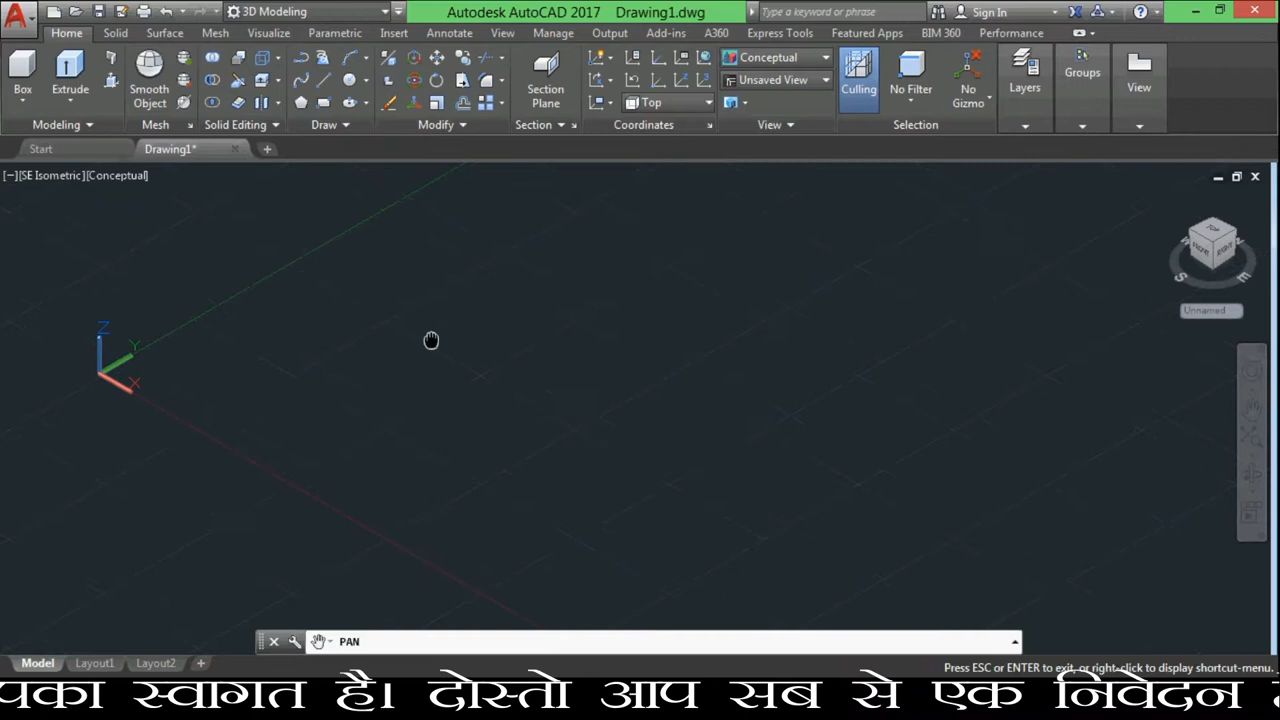 3D Modeling Autodesk AutoCAD 2017 Drawing1.dwg Type a keyword or phrase Sign In
Home Solid Surface Mesh Visualize Parametric Insert Annotate View Manage Output Add-ins A360 Express Tools Featured Apps BIM 360 Performance
Box Extrude Smooth Object Section Plane Conceptual Unsaved View Top Culling No Filter No Gizmo Layers Groups View
Modeling Mesh Solid Editing Draw Modify Section Coordinates View Selection
Start Drawing1*
[−][SE Isometric][Conceptual]
TOP
FRONT RIGHT
S E
Unnamed
Z
Y
X
PAN
Model Layout1 Layout2
Press ESC or ENTER to exit, or right-click to display shortcut-menu.
पका स्वागत है। दोस्तो आप सब से एक निवेदन